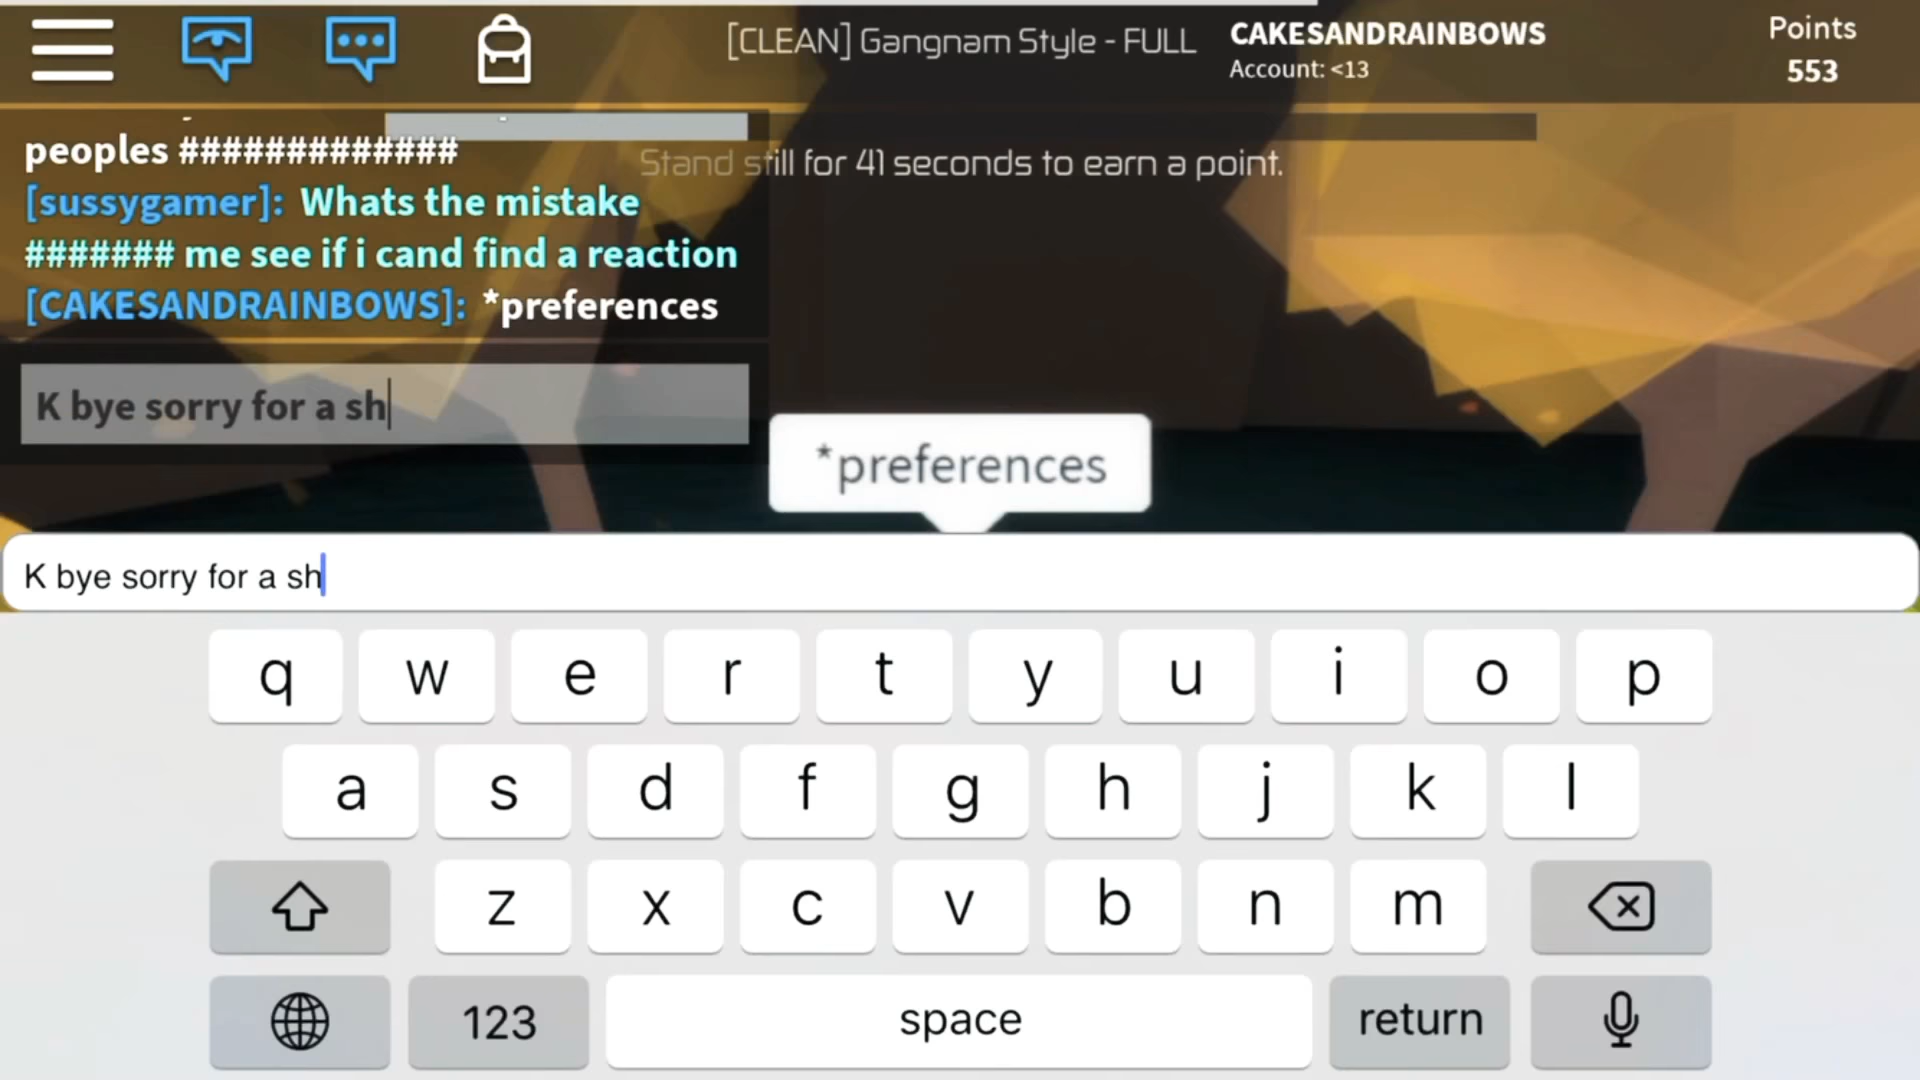 [CLEAN] Gangnam Style - FULL
CAKESANDRAINBOWS
Account: <13
Points
553
peoples #############
Stand still for 41 seconds to earn a point.
[sussygamer]: Whats the mistake
####### me see if i cand find a reaction
[CAKESANDRAINBOWS]: *preferences
K bye sorry for a sh
*preferences
K bye sorry for a sh
q w e r t y u i o p
a s d f g h j k l
z x c v b n m
123 space return